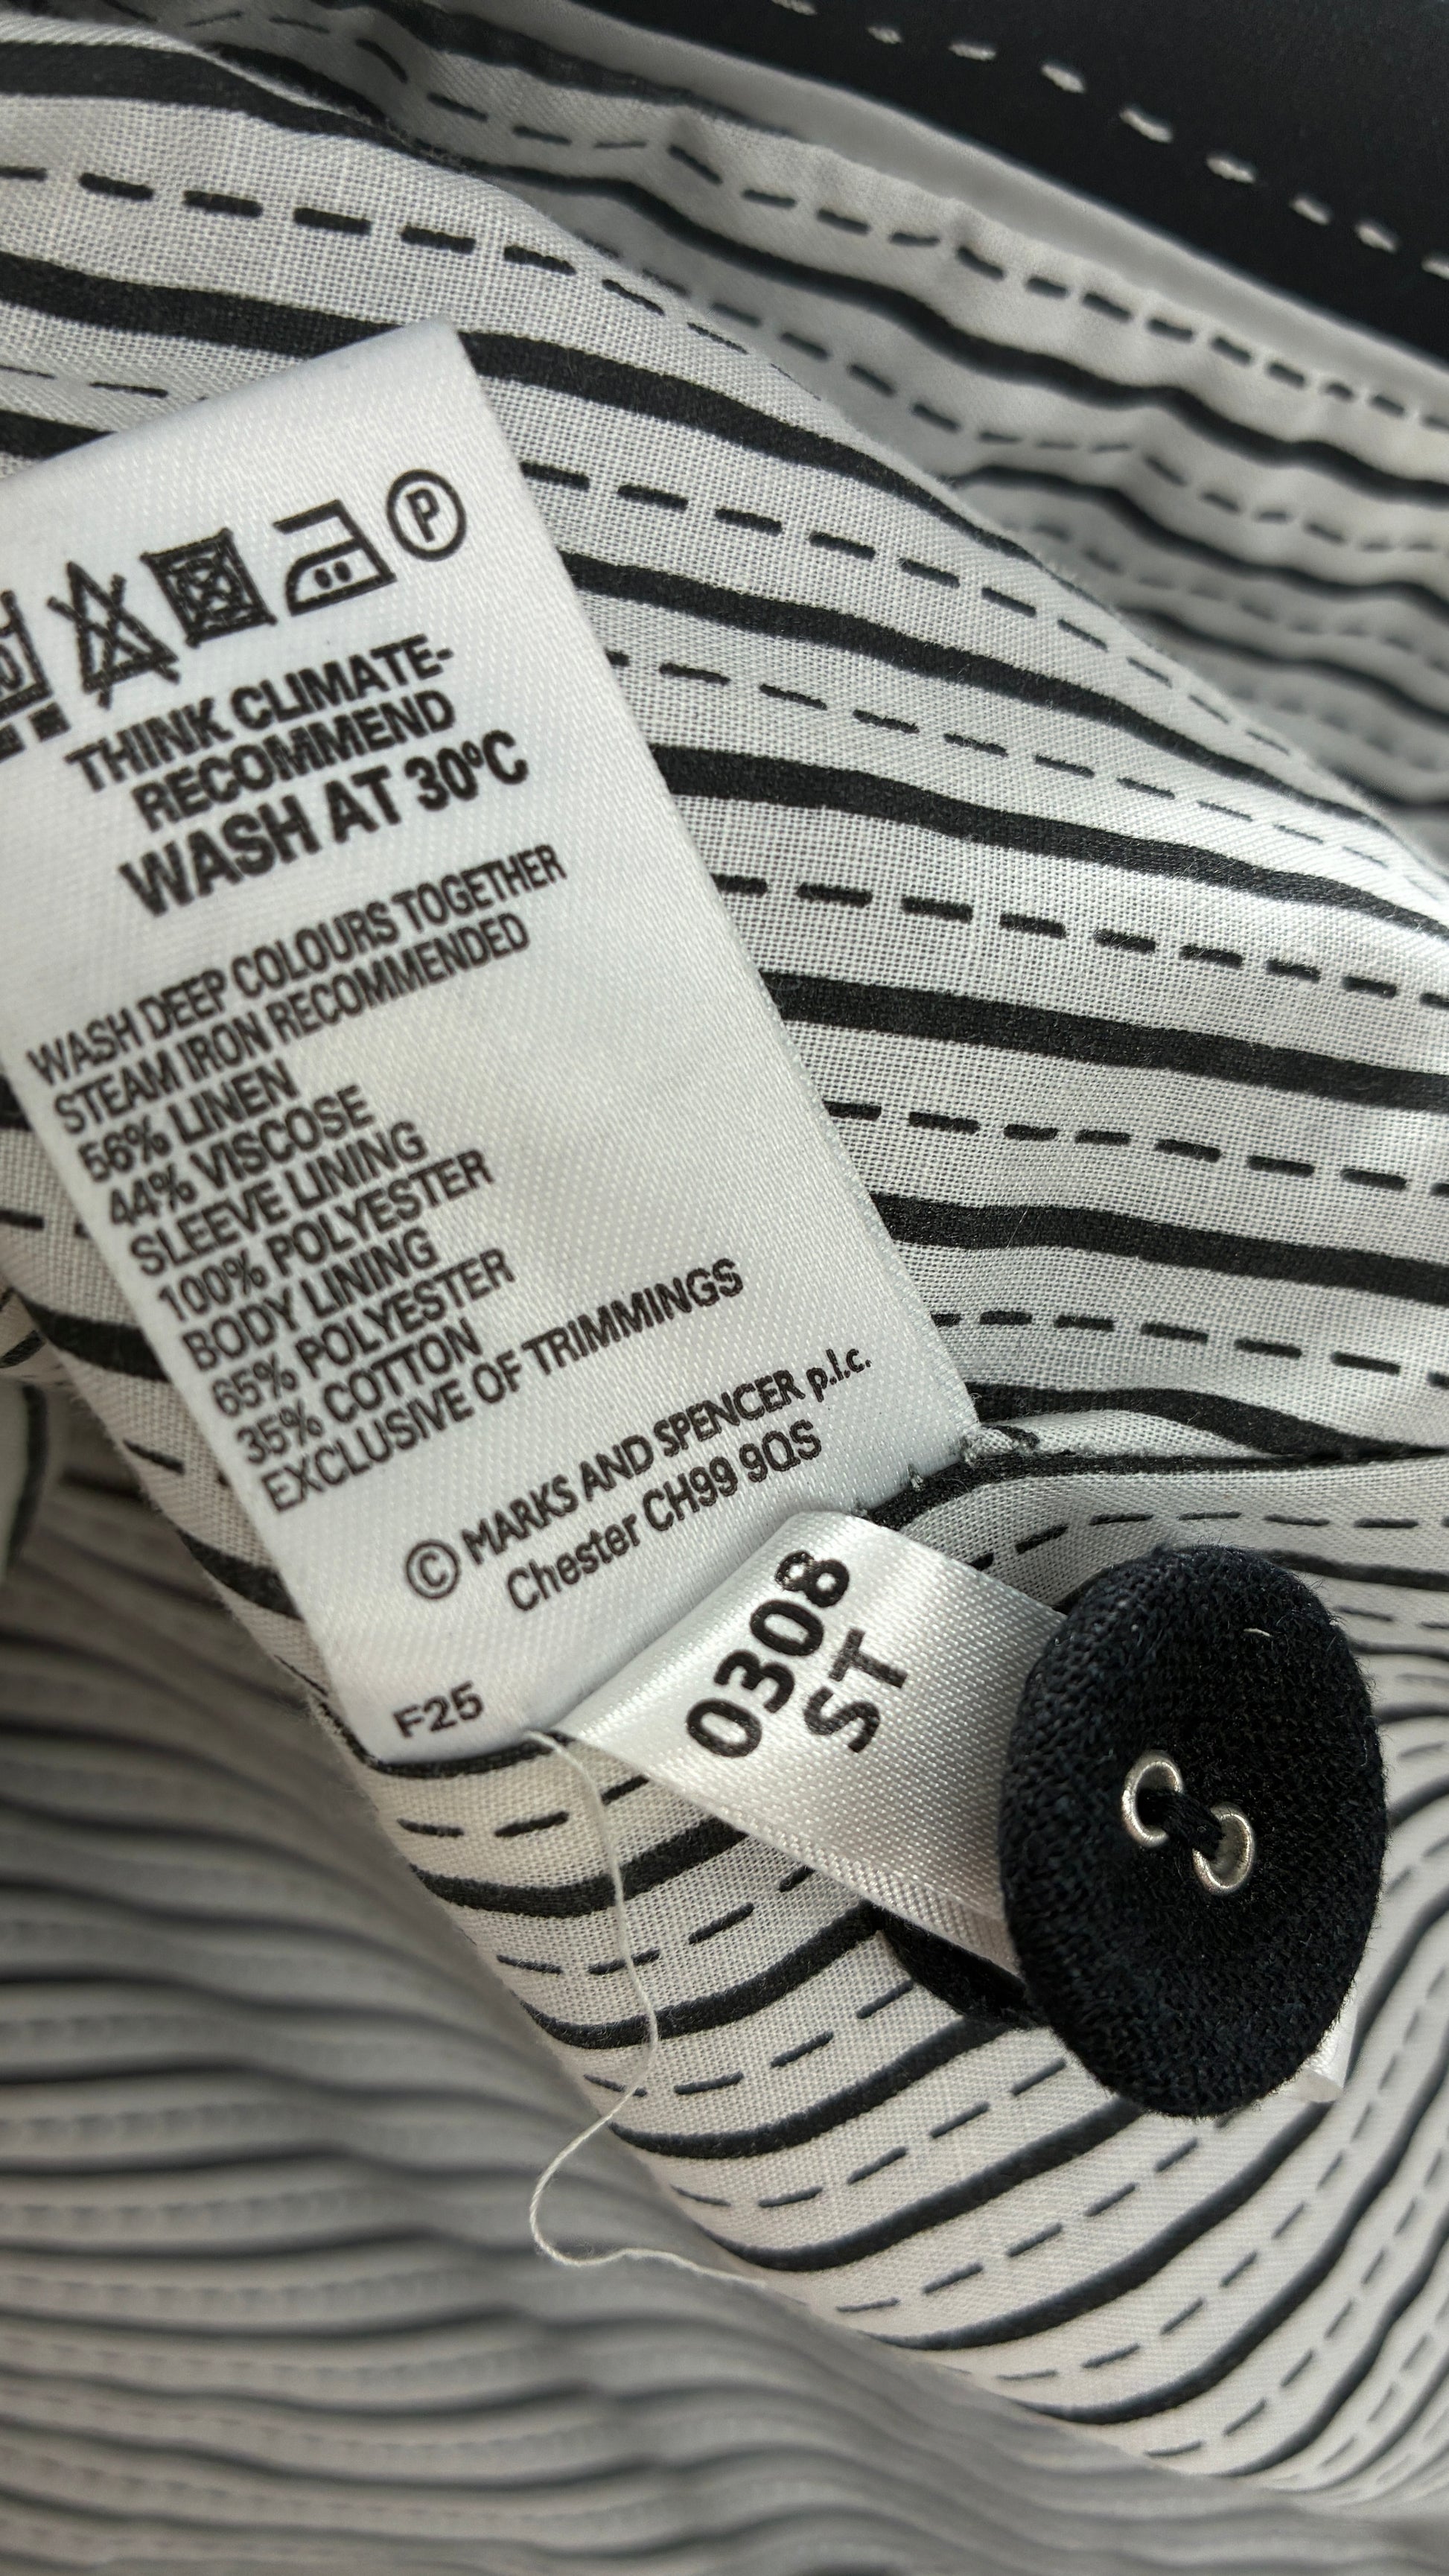 P
THINK CLIMATE-
RECOMMEND
WASH AT 30°C
WASH DEEP COLOURS TOGETHER
STEAM IRON RECOMMENDED
56% LINEN
44% VISCOSE
SLEEVE LINING
100% POLYESTER
BODY LINING
65% POLYESTER
35% COTTON
EXCLUSIVE OF TRIMMINGS
© MARKS AND SPENCER p.l.c.
Chester CH99 9QS
F25
0308
ST